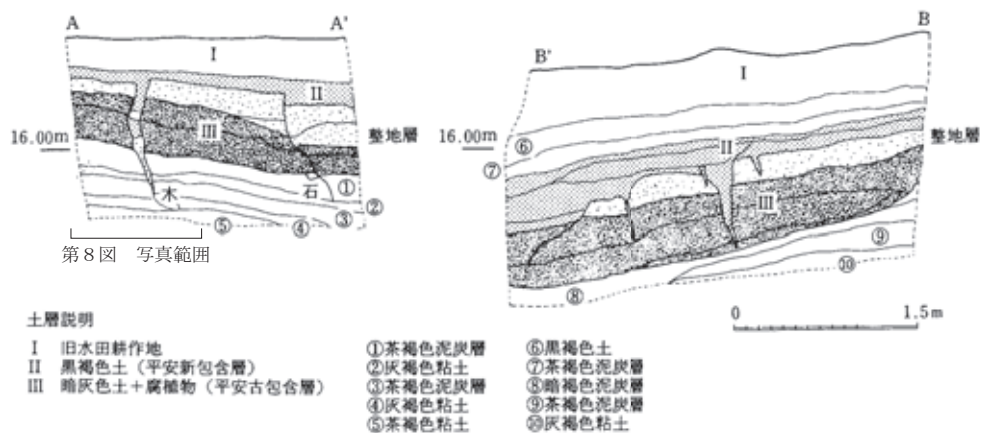 A A' B' B
I I
II II
III III
16.00m 16.00m
整地層 整地層
木 石
① ② ③ ④ ⑤
⑥ ⑦ ⑧ ⑨ ⑩
第8図 写真範囲
0 1.5m
土層説明
I 旧水田耕作地
II 黒褐色土（平安新包含層）
III 暗灰色土＋腐植物（平安古包含層）
①茶褐色泥炭層
②灰褐色粘土
③茶褐色泥炭層
④灰褐色粘土
⑤茶褐色粘土
⑥黒褐色土
⑦茶褐色泥炭層
⑧暗褐色泥炭層
⑨茶褐色泥炭層
⑩灰褐色粘土